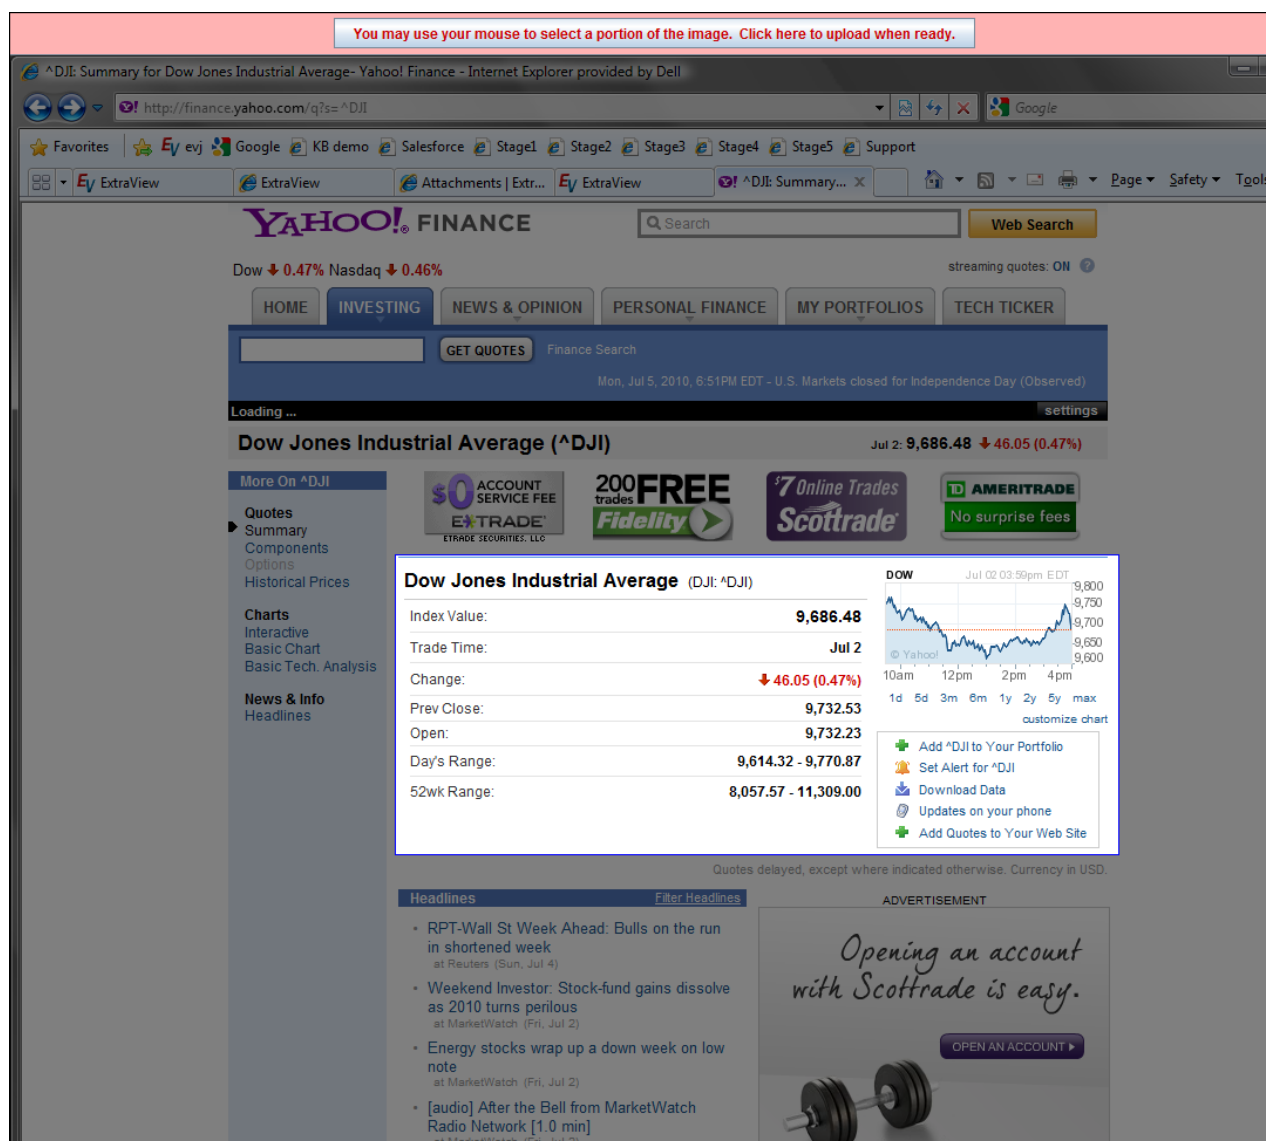 You may use your mouse to select a portion of the image. Click here to upload when ready.
^DJI: Summary for Dow Jones Industrial Average- Yahoo! Finance - Internet Explorer provided by Dell
http://finance.yahoo.com/q?s=^DJI
Google
Favorites EV evj Google KB demo Salesforce Stage1 Stage2 Stage3 Stage4 Stage5 Support
EV ExtraView ExtraView Attachments | Extr... EV ExtraView ^DJI: Summary... Page Safety Tools
YAHOO! FINANCE Search Web Search
Dow 0.47% Nasdaq 0.46% streaming quotes: ON
HOME INVESTING NEWS & OPINION PERSONAL FINANCE MY PORTFOLIOS TECH TICKER
GET QUOTES Finance Search
Mon, Jul 5, 2010, 6:51PM EDT - U.S. Markets closed for Independence Day (Observed)
Loading ... settings
Dow Jones Industrial Average (^DJI) Jul 2: 9,686.48 46.05 (0.47%)
More On ^DJI
Quotes
Summary
Components
Options
Historical Prices
Charts
Interactive
Basic Chart
Basic Tech. Analysis
News & Info
Headlines
$0 ACCOUNT
SERVICE FEE
E*TRADE
ETRADE SECURITIES, LLC
200 FREE
trades
Fidelity
$7 Online Trades
Scottrade
TD AMERITRADE
No surprise fees
Dow Jones Industrial Average (DJI: ^DJI)
Index Value: 9,686.48
Trade Time: Jul 2
Change: 46.05 (0.47%)
Prev Close: 9,732.53
Open: 9,732.23
Day's Range: 9,614.32 - 9,770.87
52wk Range: 8,057.57 - 11,309.00
DOW Jul 02 03:59pm EDT
9,800
9,750
9,700
9,650
9,600
© Yahoo!
10am 12pm 2pm 4pm
1d 5d 3m 6m 1y 2y 5y max
customize chart
Add ^DJI to Your Portfolio
Set Alert for ^DJI
Download Data
Updates on your phone
Add Quotes to Your Web Site
Quotes delayed, except where indicated otherwise. Currency in USD.
Headlines Filter Headlines
RPT-Wall St Week Ahead: Bulls on the run
in shortened week
at Reuters (Sun, Jul 4)
Weekend Investor: Stock-fund gains dissolve
as 2010 turns perilous
at MarketWatch (Fri, Jul 2)
Energy stocks wrap up a down week on low
note
at MarketWatch (Fri, Jul 2)
[audio] After the Bell from MarketWatch
Radio Network [1.0 min]
at MarketWatch (Fri, Jul 2)
ADVERTISEMENT
Opening an account
with Scottrade is easy.
OPEN AN ACCOUNT